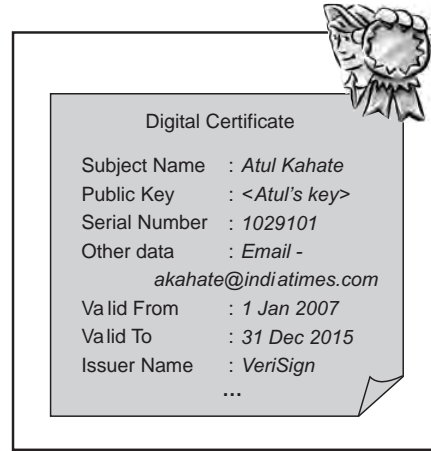 Digital Certificate
Subject Name : Atul Kahate
Public Key : <Atul's key>
Serial Number : 1029101
Other data : Email -
akahate@indiatimes.com
Valid From : 1 Jan 2007
Valid To : 31 Dec 2015
Issuer Name : VeriSign
...